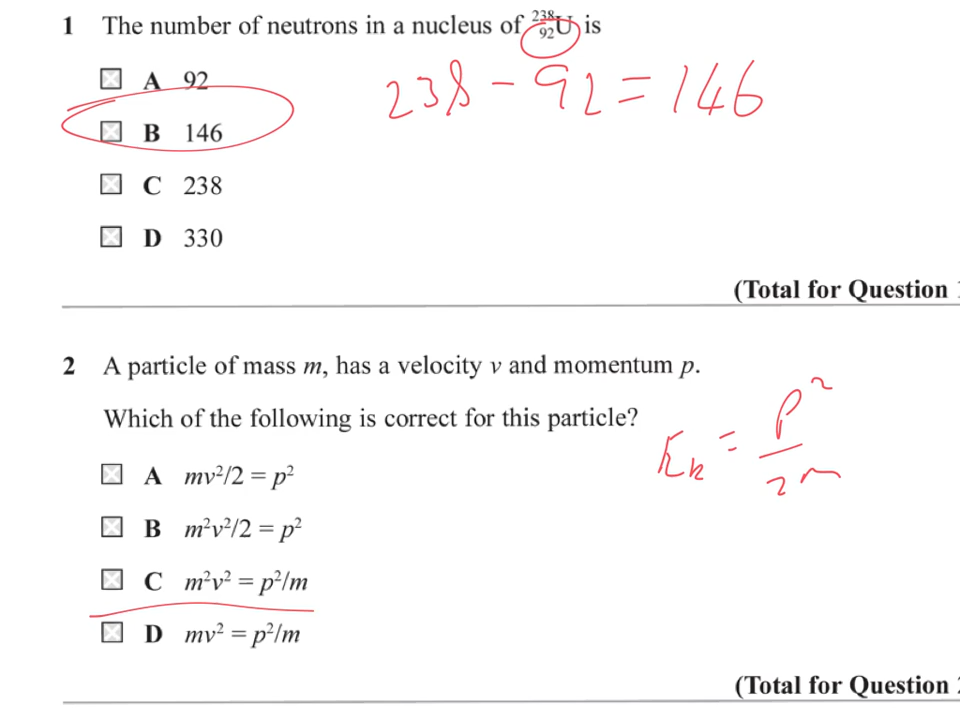 1 The number of neutrons in a nucleus of ²³⁸₉₂U is
A 92
238 - 92 = 146
B 146
C 238
D 330
(Total for Question
2 A particle of mass m, has a velocity v and momentum p.
Which of the following is correct for this particle?
Eₖ = p²/2m
A mv²/2 = p²
B m²v²/2 = p²
C m²v² = p²/m
D mv² = p²/m
(Total for Question